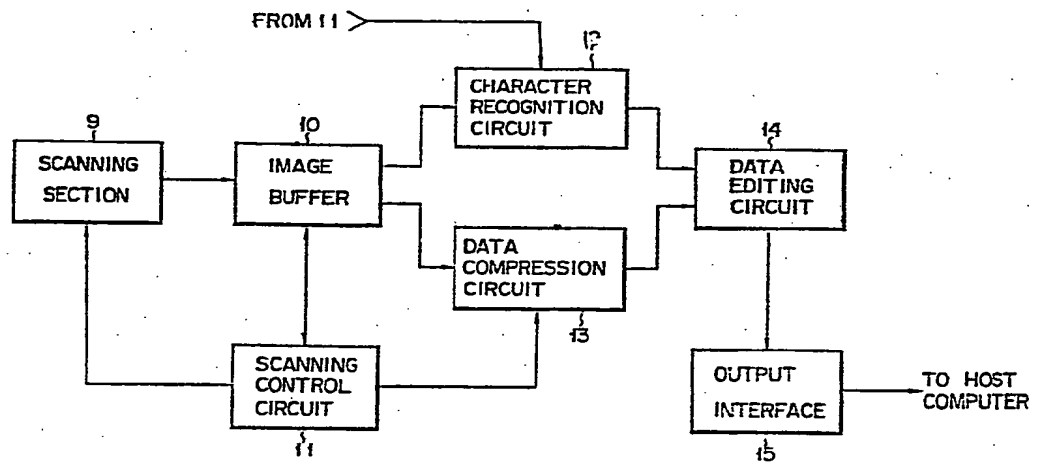 FROM 11
12
CHARACTER
RECOGNITION
CIRCUIT
9
SCANNING
SECTION
10
IMAGE
BUFFER
14
DATA
EDITING
CIRCUIT
DATA
COMPRESSION
CIRCUIT
13
SCANNING
CONTROL
CIRCUIT
11
OUTPUT
INTERFACE
15
TO HOST
COMPUTER